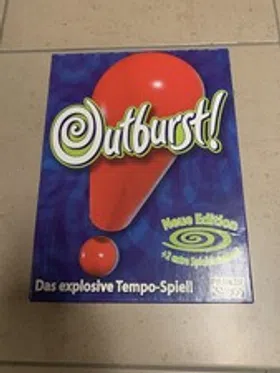 Outburst!
Neue Edition
Das explosive Tempo-Spiel!